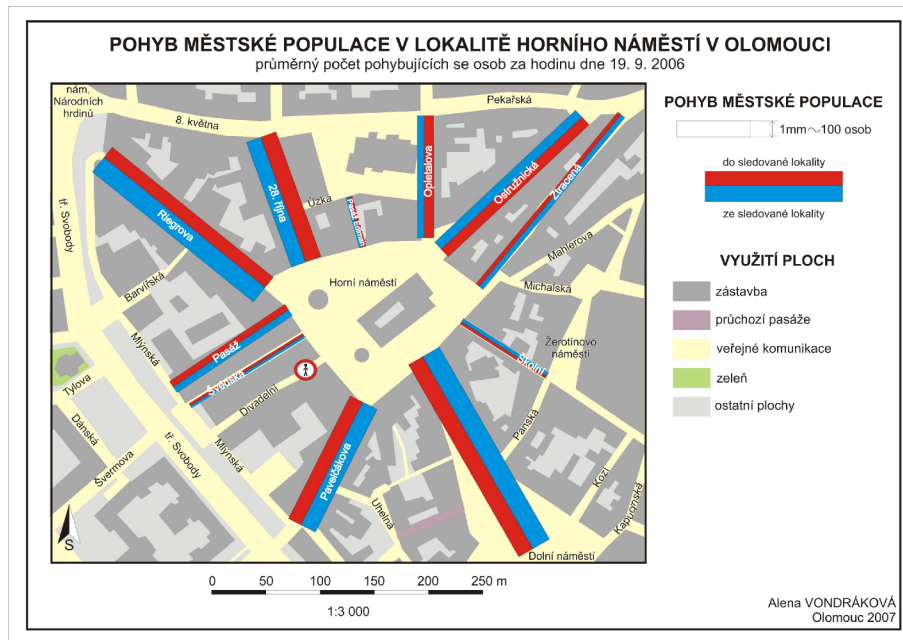 POHYB MĚSTSKÉ POPULACE V LOKALITĚ HORNÍHO NÁMĚSTÍ V OLOMOUCI
průměrný počet pohybujících se osob za hodinu dne 19. 9. 2006
nám.
Národních
hrdinů
8. května
Pekařská
tř. Svobody
Riegrova
28. října
Úzká
Pasáž Edelmann
Opletalova
Ostružnická
Ztracená
Mahlerova
Michalská
Barvířská
Horní náměstí
Mlýnská
Pasáž
Švédská
Divadelní
Školní
Žerotínovo
náměstí
Tylova
Dánská
Švermova
tř. Svobody
Mlýnská
Pavelčákova
Uhelná
Panská
Kozí
Kapucínská
Dolní náměstí
S
0 50 100 150 200 250 m
1:3 000
POHYB MĚSTSKÉ POPULACE
1mm~100 osob
do sledované lokality
ze sledované lokality
VYUŽITÍ PLOCH
zástavba
průchozí pasáže
veřejné komunikace
zeleň
ostatní plochy
Alena VONDRÁKOVÁ
Olomouc 2007